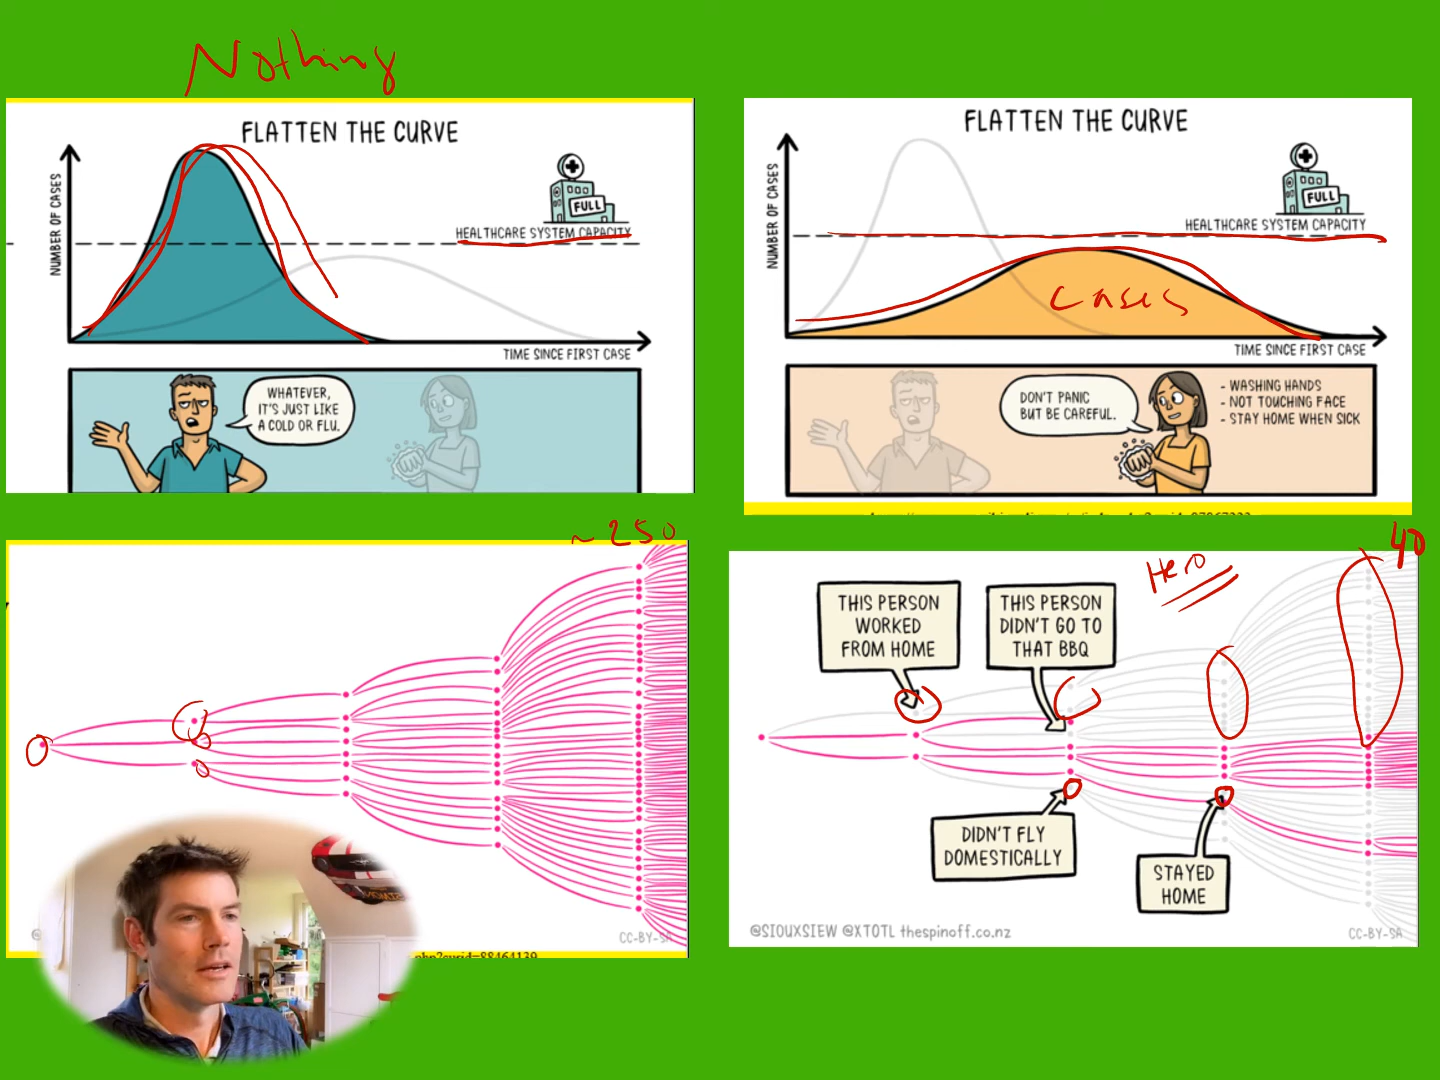 Nothing
FLATTEN THE CURVE
NUMBER OF CASES
FULL
HEALTHCARE SYSTEM CAPACITY
TIME SINCE FIRST CASE
WHATEVER,
IT'S JUST LIKE
A COLD OR FLU.
FLATTEN THE CURVE
NUMBER OF CASES
FULL
HEALTHCARE SYSTEM CAPACITY
cases
TIME SINCE FIRST CASE
DON'T PANIC
BUT BE CAREFUL.
- WASHING HANDS
- NOT TOUCHING FACE
- STAY HOME WHEN SICK
~250
CC-BY-SA
.php?curid=88464139
40
Hero
THIS PERSON
WORKED
FROM HOME
THIS PERSON
DIDN'T GO TO
THAT BBQ
DIDN'T FLY
DOMESTICALLY
STAYED
HOME
@SIOUXSIEW @XTOTL thespinoff.co.nz
CC-BY-SA